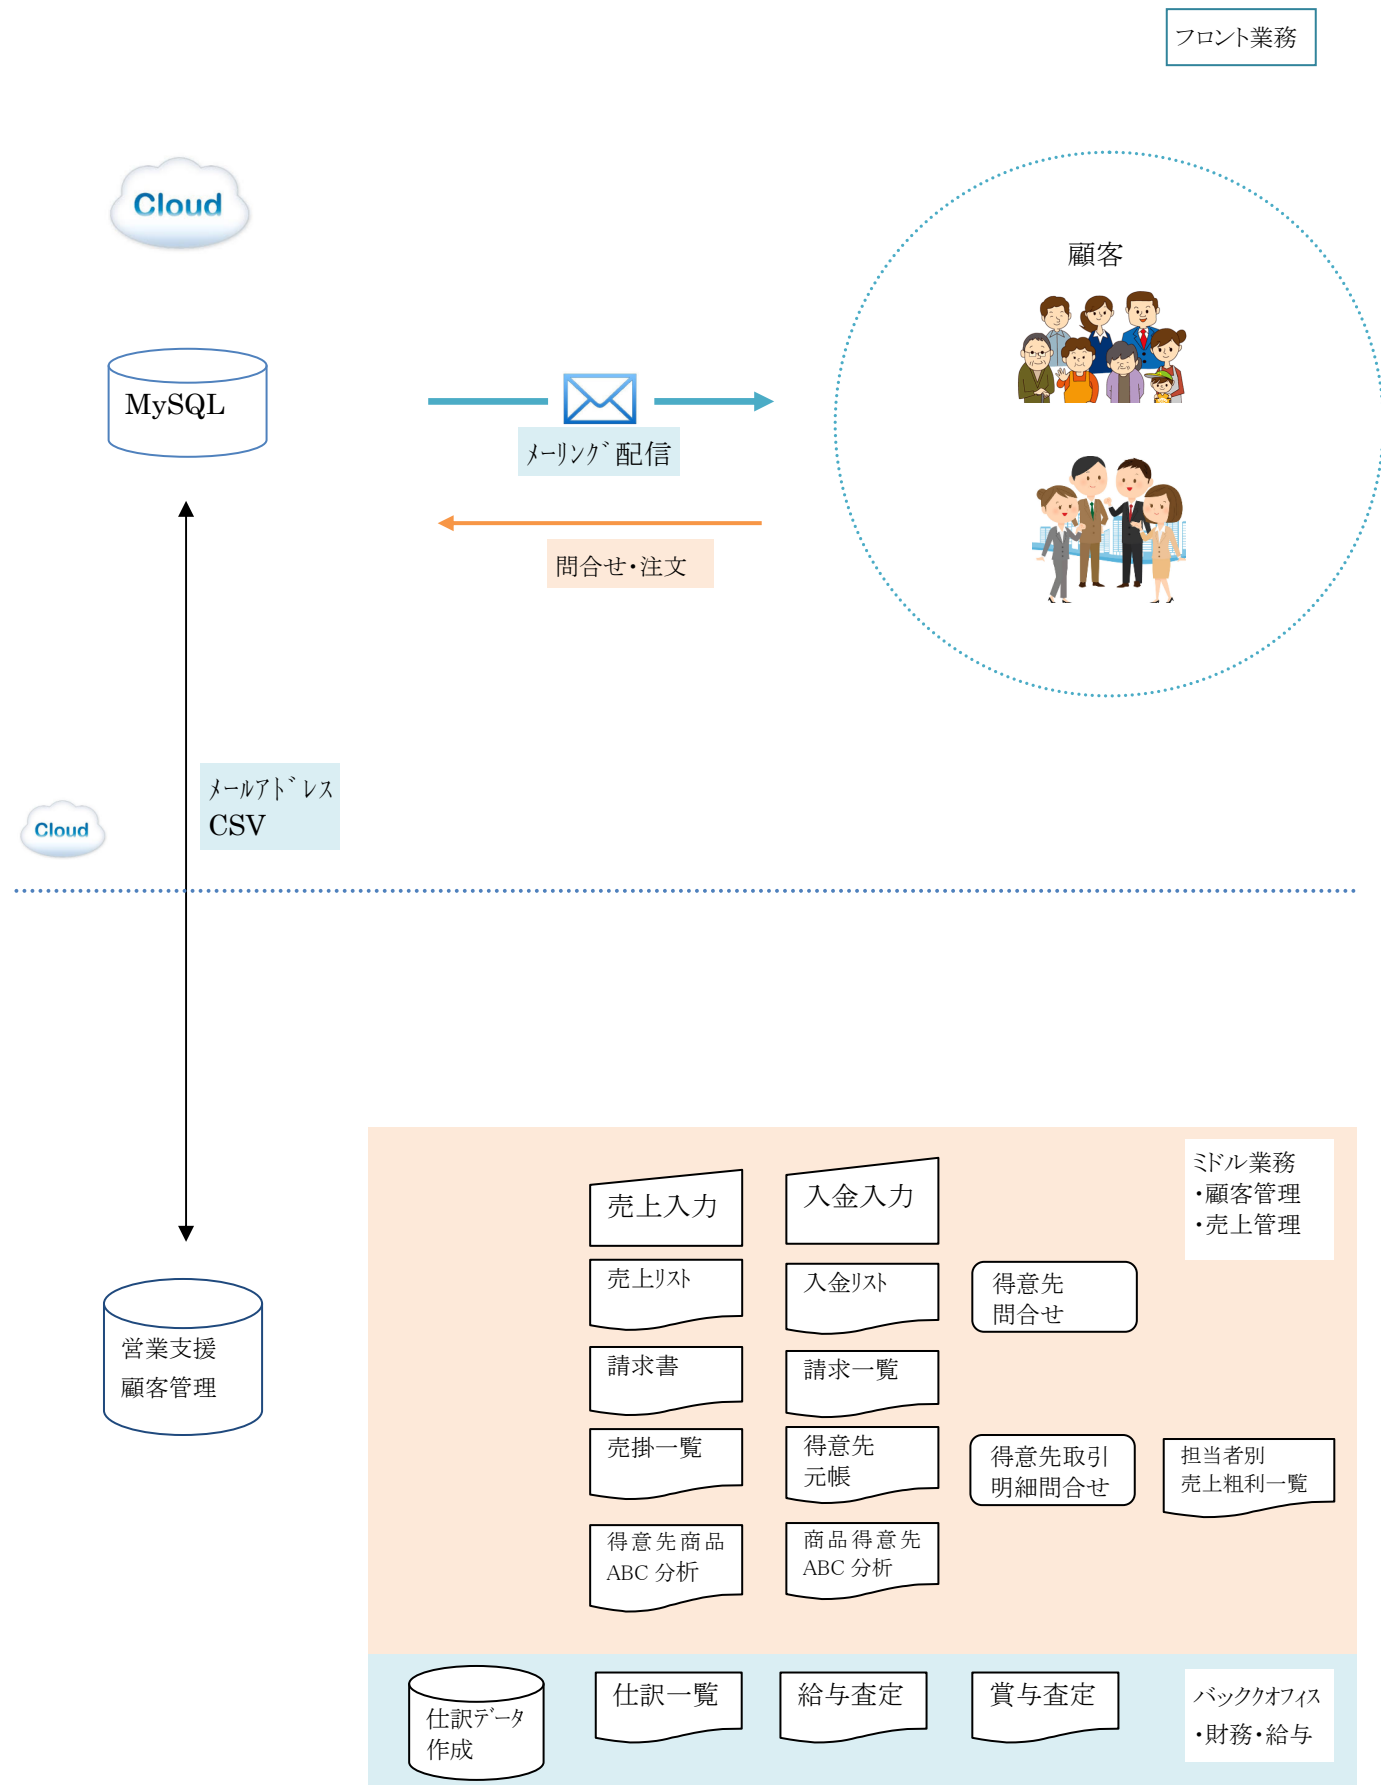 フロント業務
Cloud
顧客
MySQL
ﾒｰﾘﾝｸﾞ配信
問合せ・注文
ﾒｰﾙｱﾄﾞﾚｽ
CSV
Cloud
ﾐドル業務
・顧客管理
・売上管理
売上入力
入金入力
売上リスト
入金リスト
得意先
問合せ
営業支援
顧客管理
請求書
請求一覧
売掛一覧
得意先
元帳
得意先取引
明細問合せ
担当者別
売上粗利一覧
得意先商品
ABC 分析
商品得意先
ABC 分析
仕訳データ
作成
仕訳一覧
給与査定
賞与査定
バックオフィス
・財務・給与